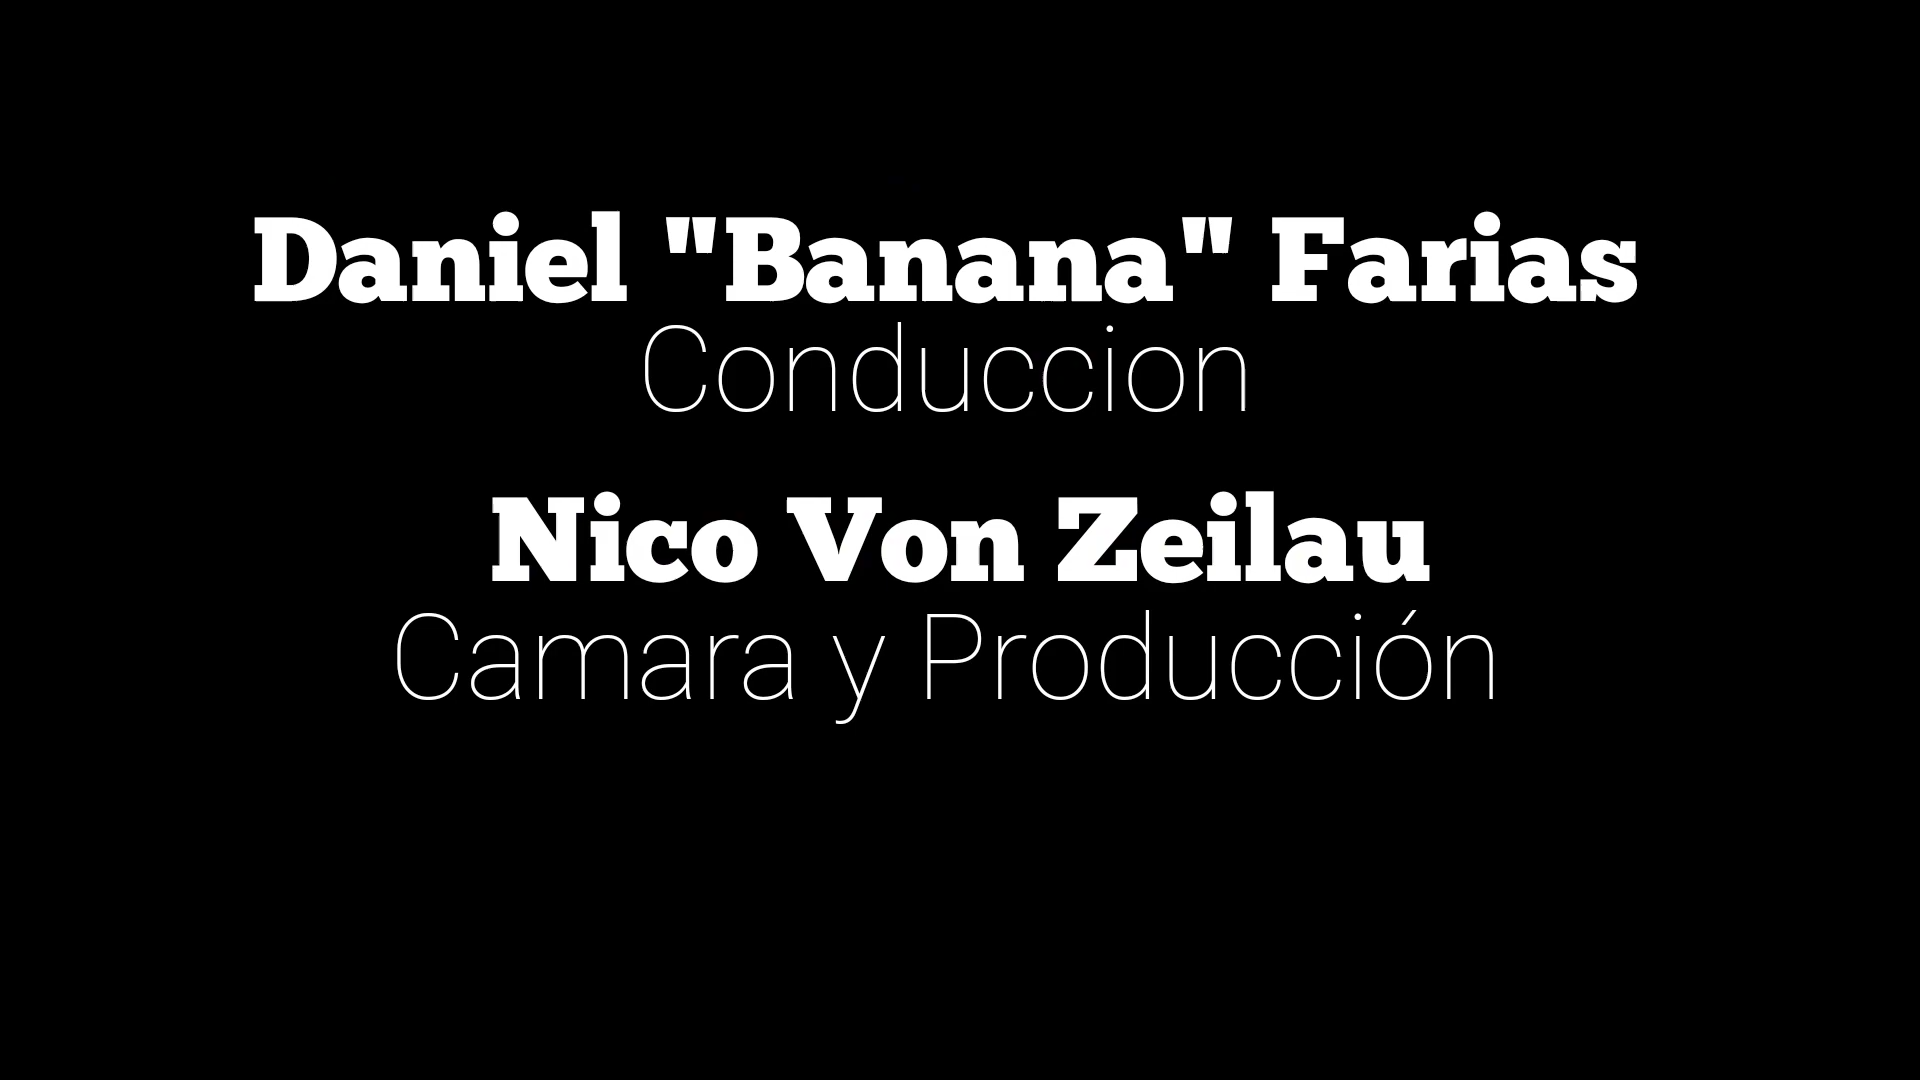 Daniel "Banana" Farias
Conduccion
Nico Von Zeilau
Camara y Producción